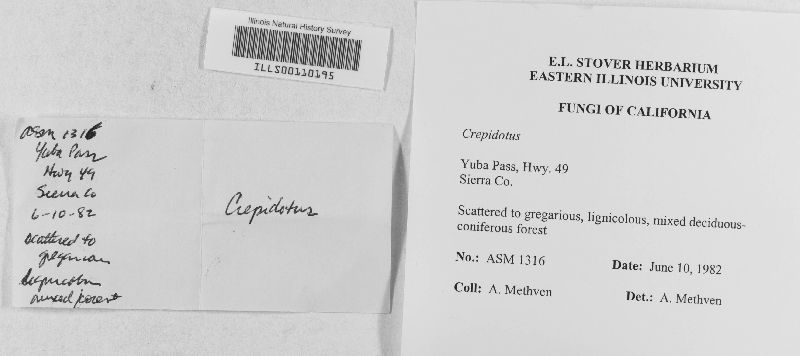 Illinois Natural History Survey
ILLS00110195
E.L. STOVER HERBARIUM
EASTERN ILLINOIS UNIVERSITY
FUNGI OF CALIFORNIA
Crepidotus
Yuba Pass, Hwy. 49
Sierra Co.
Scattered to gregarious, lignicolous, mixed deciduous-
coniferous forest
No.: ASM 1316 Date: June 10, 1982
Coll: A. Methven Det.: A. Methven
ASM 1316
Yuba Pass
Hwy 49
Sierra Co
6-10-82
scattered to
gregarious
lignicolous
mixed forest
Crepidotus